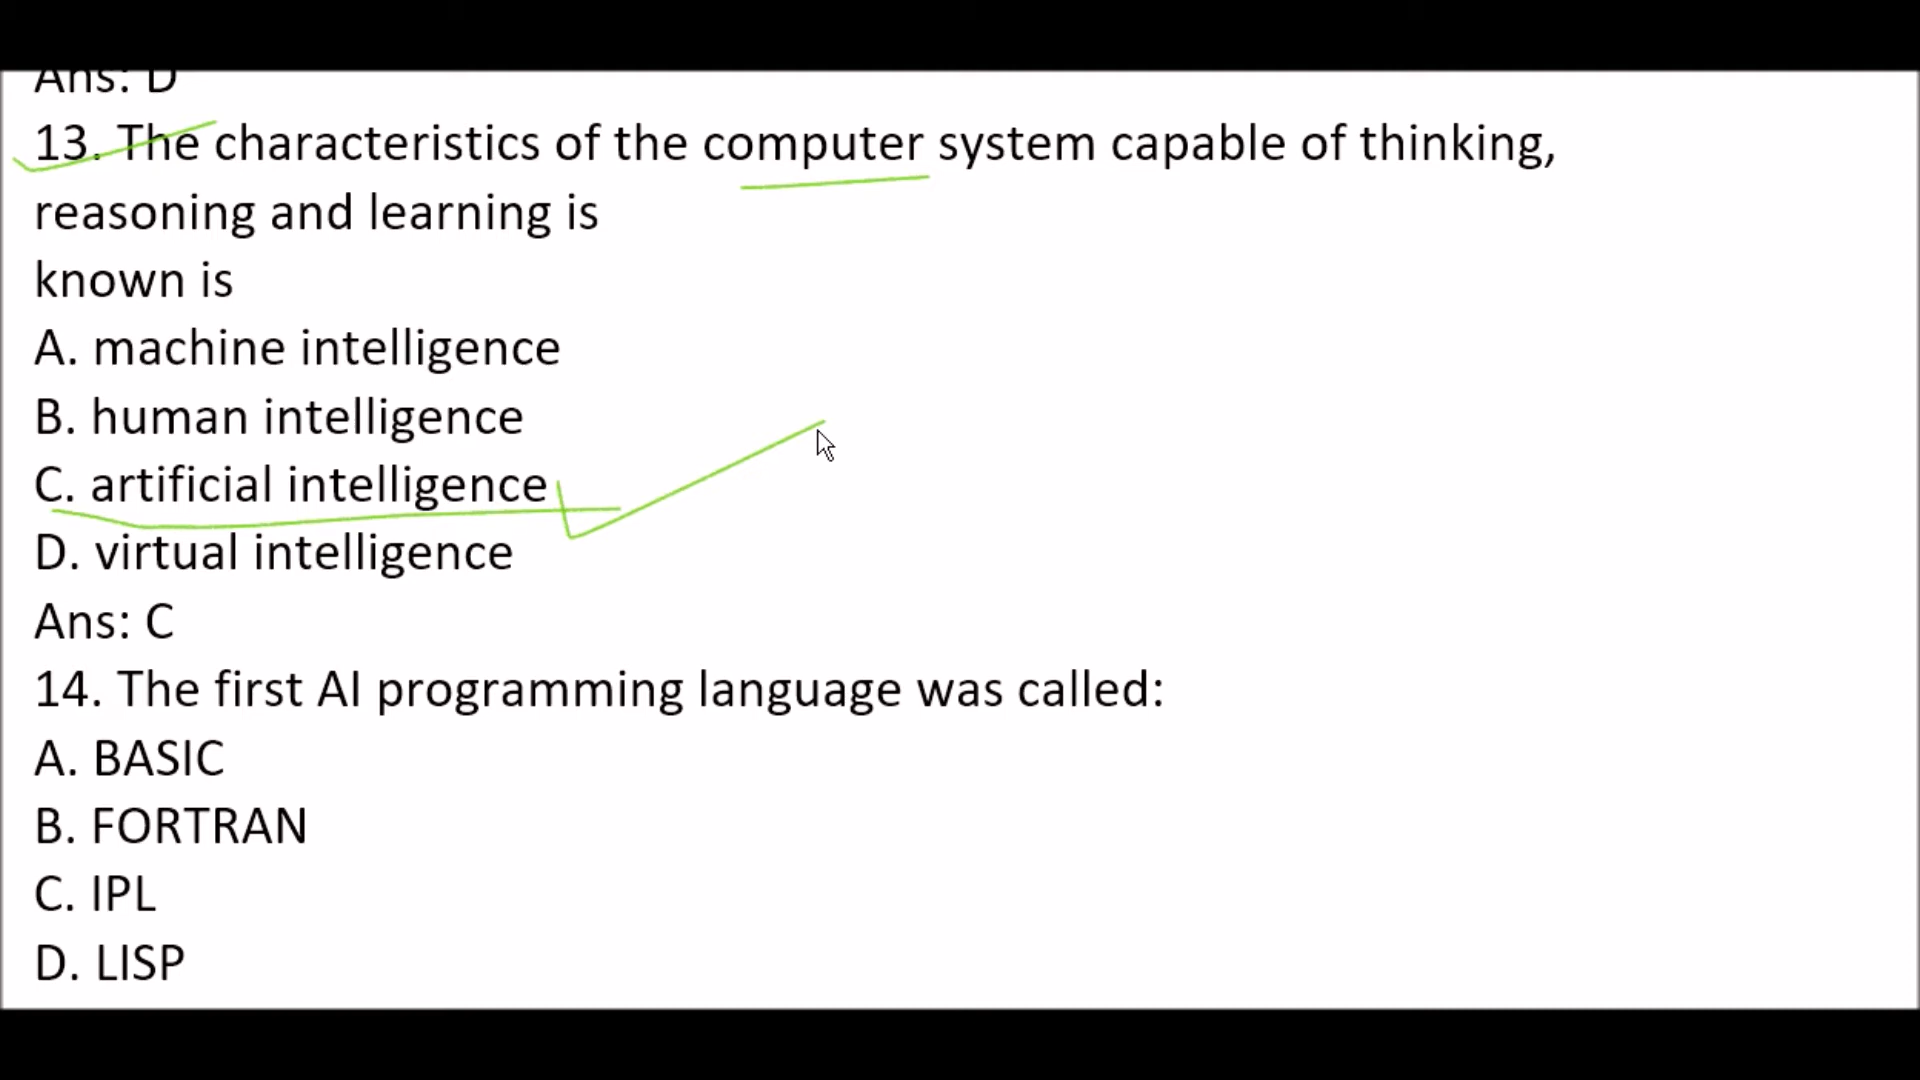 Ans: D
13. The characteristics of the computer system capable of thinking,
reasoning and learning is
known is
A. machine intelligence
B. human intelligence
C. artificial intelligence
D. virtual intelligence
Ans: C
14. The first AI programming language was called:
A. BASIC
B. FORTRAN
C. IPL
D. LISP